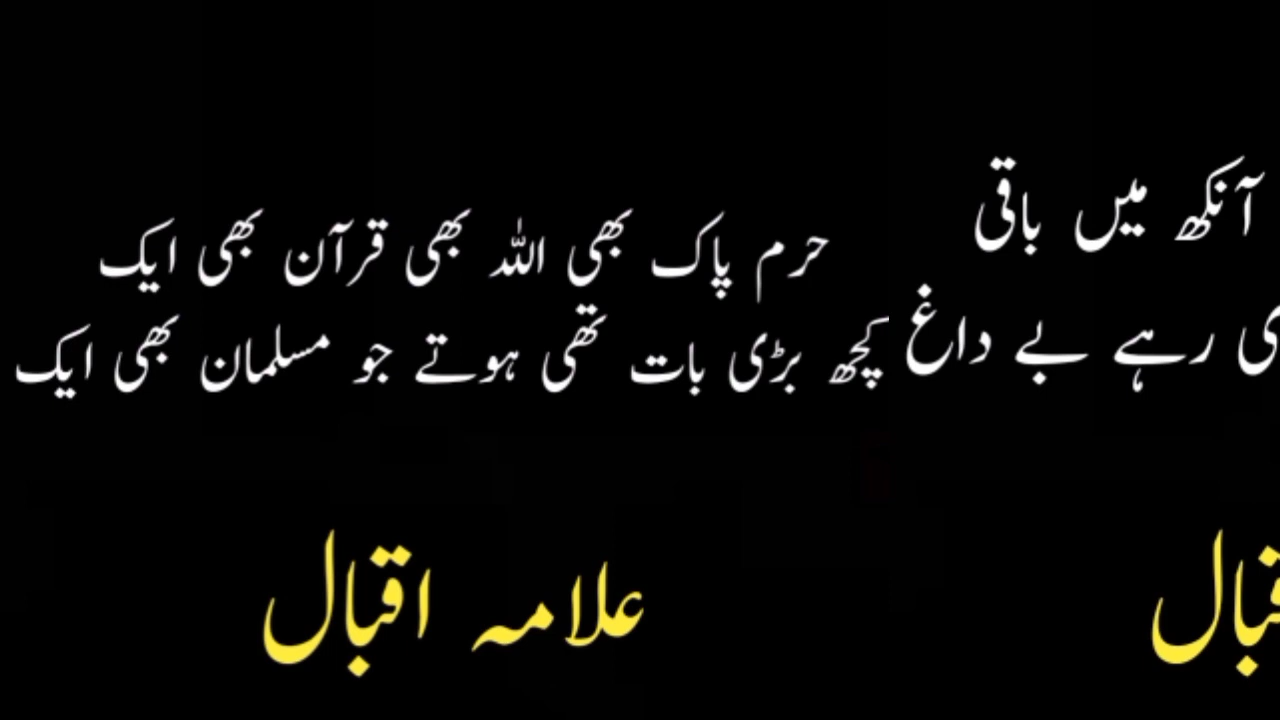 آنکھ میں باقی
رہے بے داغ
حرم پاک بھی اللہ بھی قرآن بھی ایک
کچھ بڑی بات تھی ہوتے جو مسلمان بھی ایک
علامہ اقبال